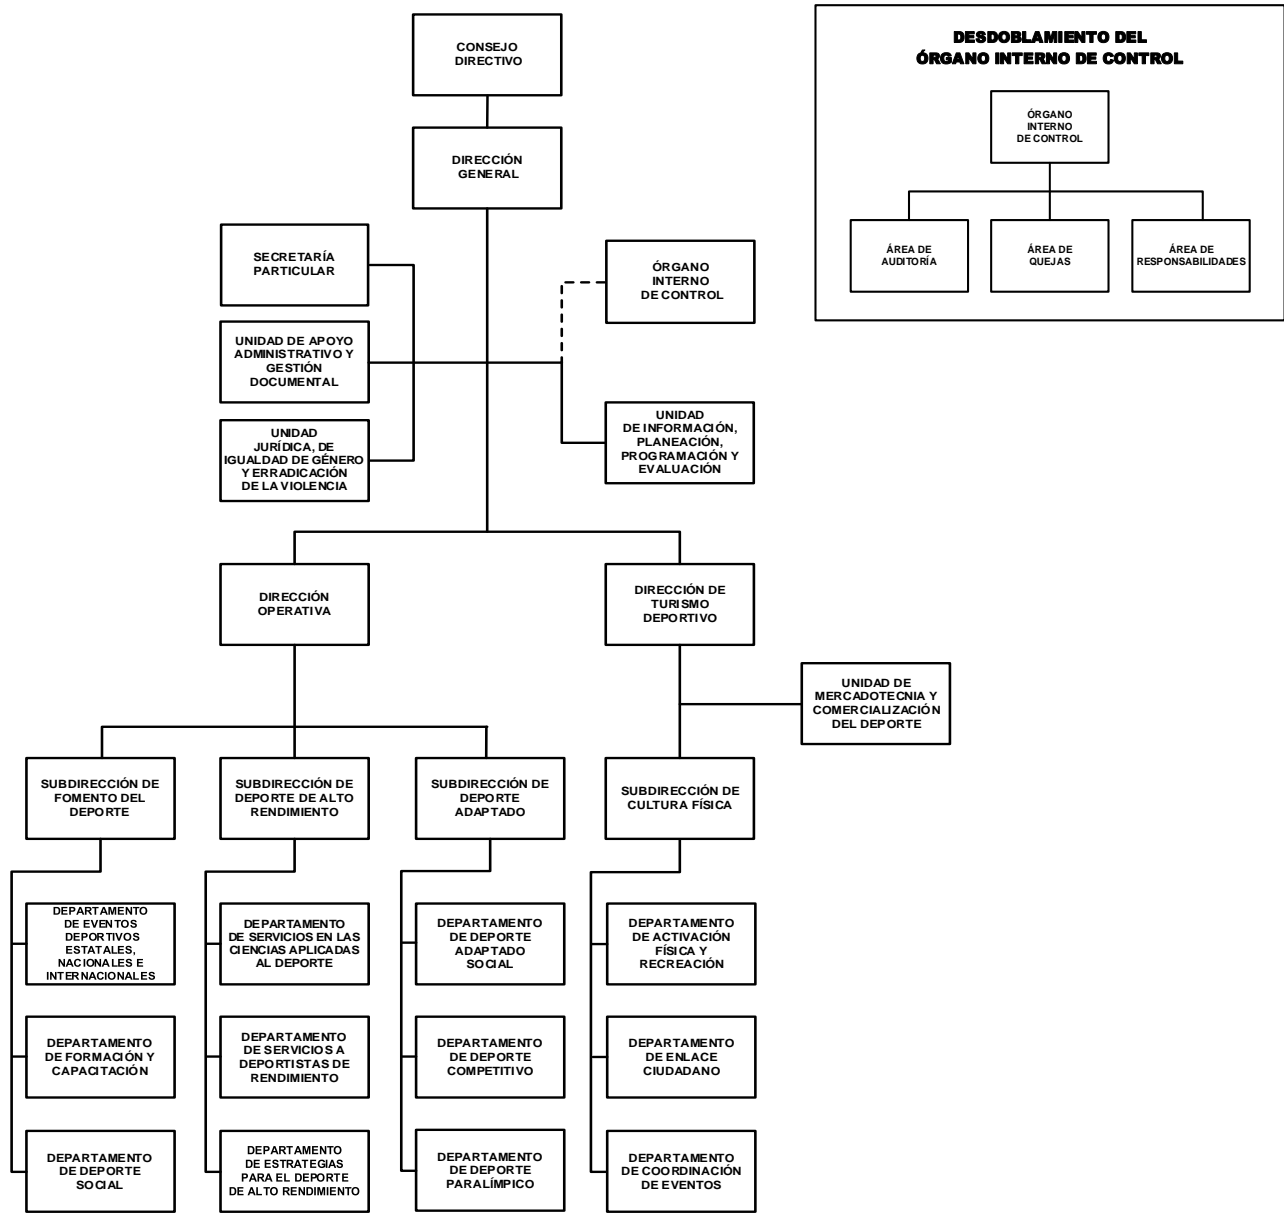 CONSEJO
DIRECTIVO
DIRECCIÓN
GENERAL
DESDOBLAMIENTO DEL
ÓRGANO INTERNO DE CONTROL
ÓRGANO
INTERNO
DE CONTROL
ÁREA DE
AUDITORÍA
ÁREA DE
QUEJAS
ÁREA DE
RESPONSABILIDADES
SECRETARÍA
PARTICULAR
ÓRGANO
INTERNO
DE CONTROL
UNIDAD DE APOYO
ADMINISTRATIVO Y
GESTIÓN
DOCUMENTAL
UNIDAD
JURÍDICA, DE
IGUALDAD DE GÉNERO
Y ERRADICACIÓN
DE LA VIOLENCIA
UNIDAD
DE INFORMACIÓN,
PLANEACIÓN,
PROGRAMACIÓN Y
EVALUACIÓN
DIRECCIÓN
OPERATIVA
DIRECCIÓN DE
TURISMO
DEPORTIVO
UNIDAD DE
MERCADOTECNIA Y
COMERCIALIZACIÓN
DEL DEPORTE
SUBDIRECCIÓN DE
FOMENTO DEL
DEPORTE
SUBDIRECCIÓN DE
DEPORTE DE ALTO
RENDIMIENTO
SUBDIRECCIÓN DE
DEPORTE
ADAPTADO
SUBDIRECCIÓN DE
CULTURA FÍSICA
DEPARTAMENTO
DE EVENTOS
DEPORTIVOS
ESTATALES,
NACIONALES E
INTERNACIONALES
DEPARTAMENTO
DE SERVICIOS EN LAS
CIENCIAS APLICADAS
AL DEPORTE
DEPARTAMENTO
DE DEPORTE
ADAPTADO
SOCIAL
DEPARTAMENTO
DE ACTIVACIÓN
FÍSICA Y
RECREACIÓN
DEPARTAMENTO
DE FORMACIÓN Y
CAPACITACIÓN
DEPARTAMENTO
DE SERVICIOS A
DEPORTISTAS DE
RENDIMIENTO
DEPARTAMENTO
DE DEPORTE
COMPETITIVO
DEPARTAMENTO
DE ENLACE
CIUDADANO
DEPARTAMENTO
DE DEPORTE
SOCIAL
DEPARTAMENTO
DE ESTRATEGIAS
PARA EL DEPORTE
DE ALTO RENDIMIENTO
DEPARTAMENTO
DE DEPORTE
PARALÍMPICO
DEPARTAMENTO
DE COORDINACIÓN
DE EVENTOS